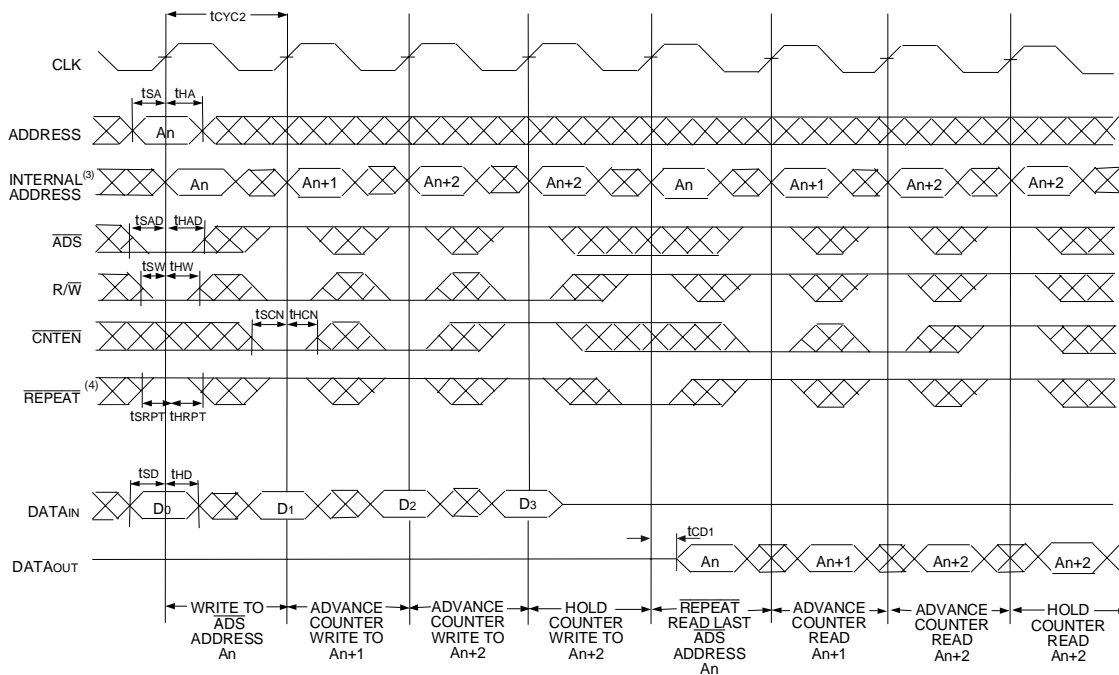 tCYC2
CLK
tSA tHA
ADDRESS An
INTERNAL(3) An An+1 An+2 An+2 An An+1 An+2 An+2
ADDRESS
tSAD tHAD
ADS
tSW tHW
R/W
tSCN tHCN
CNTEN
REPEAT (4)
tSRPT tHRPT
tSD tHD
DATAIN D0 D1 D2 D3
tCD1
DATAOUT An An+1 An+2 An+2
WRITE TO ADVANCE ADVANCE HOLD REPEAT ADVANCE ADVANCE HOLD
ADS COUNTER COUNTER COUNTER READ LAST COUNTER COUNTER COUNTER
ADDRESS WRITE TO WRITE TO WRITE TO ADS READ READ READ
An An+1 An+2 An+2 ADDRESS An+1 An+2 An+2
An